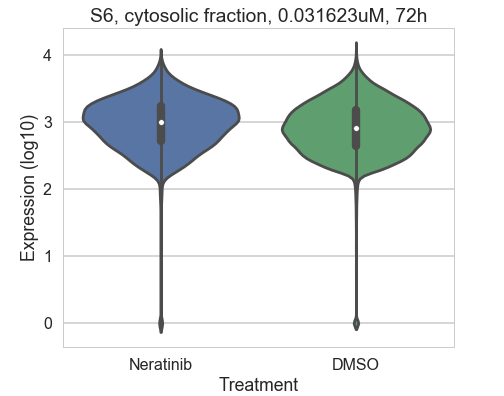 S6, cytosolic fraction, 0.031623uM, 72h
Expression (log10)
4
3
2
1
0
Neratinib
DMSO
Treatment